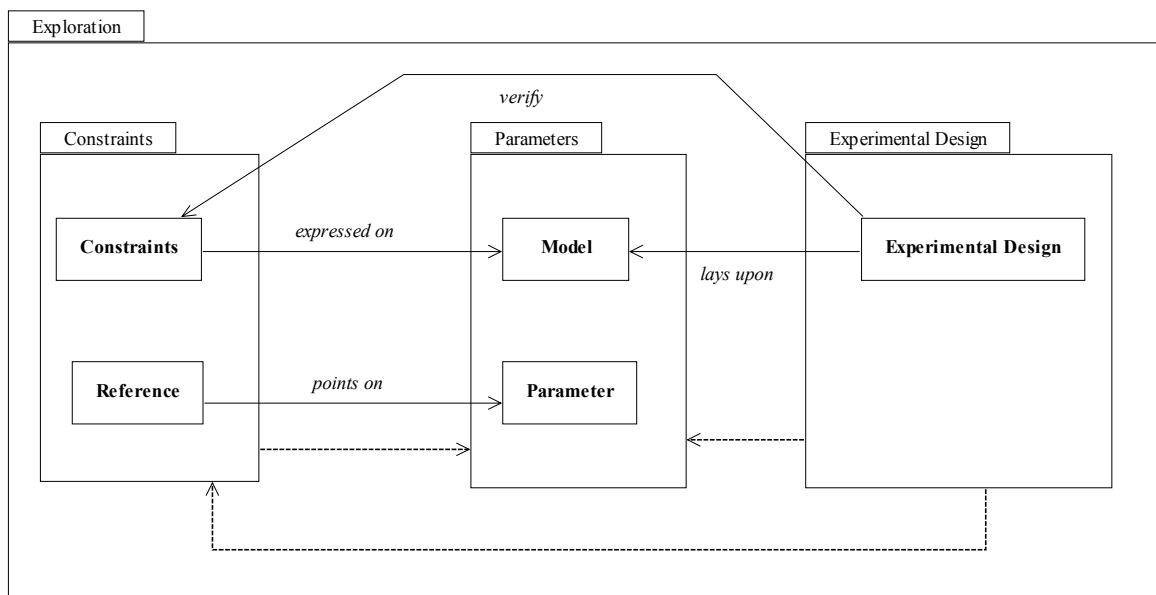 Exploration
verify
Constraints
Parameters
Experimental Design
Constraints
expressed on
Model
Experimental Design
lays upon
Reference
points on
Parameter